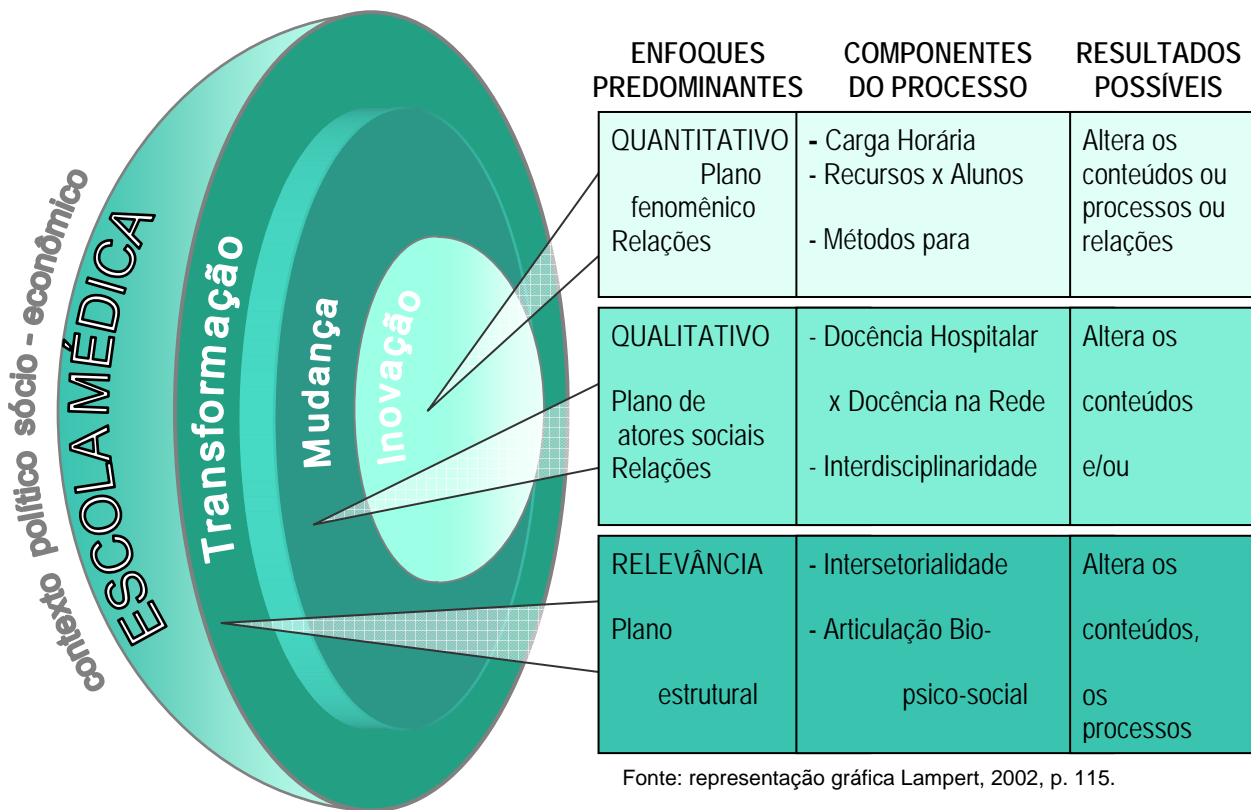 contexto político sócio - econômico
ESCOLA MÉDICA
Transformação
Mudança
Inovação
ENFOQUES
PREDOMINANTES
COMPONENTES
DO PROCESSO
RESULTADOS
POSSÍVEIS
QUANTITATIVO
Plano
fenomênico
Relações
- Carga Horária
- Recursos x Alunos
- Métodos para
Altera os
conteúdos ou
processos ou
relações
QUALITATIVO
Plano de
atores sociais
Relações
- Docência Hospitalar
x Docência na Rede
- Interdisciplinaridade
Altera os
conteúdos
e/ou
RELEVÂNCIA
Plano
estrutural
- Intersetorialidade
- Articulação Bio-
psico-social
Altera os
conteúdos,
os
processos
Fonte: representação gráfica Lampert, 2002, p. 115.